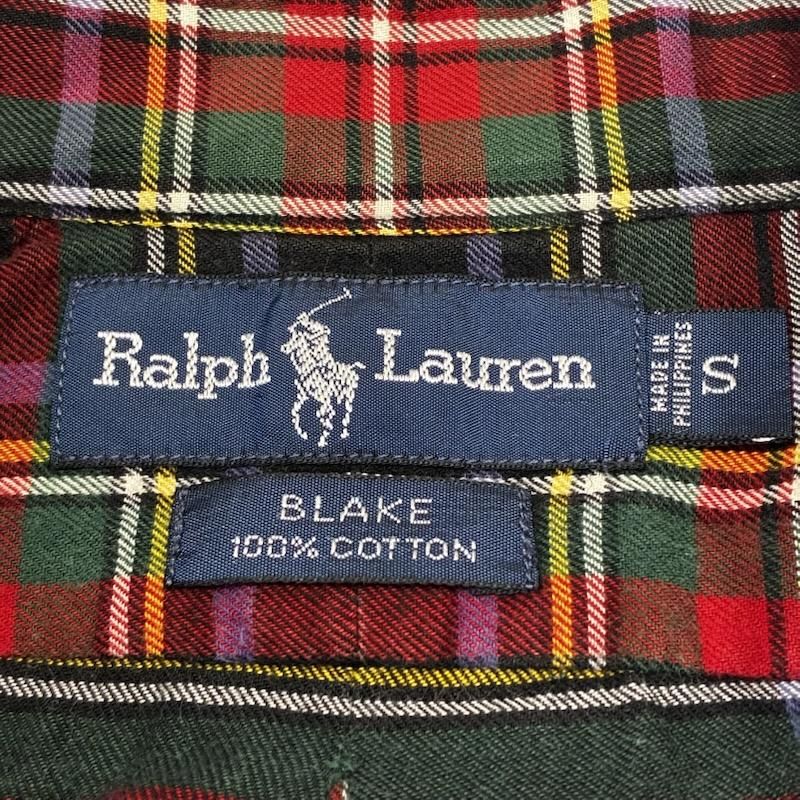 Ralph Lauren
MADE IN
PHILIPPINES
S
BLAKE
100% COTTON